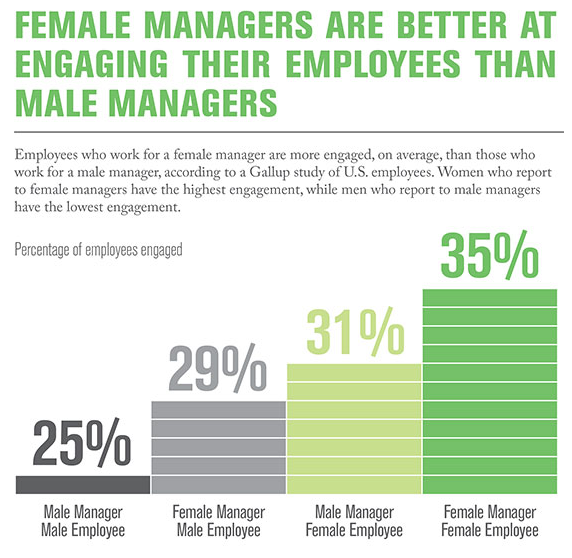 FEMALE MANAGERS ARE BETTER AT
ENGAGING THEIR EMPLOYEES THAN
MALE MANAGERS
Employees who work for a female manager are more engaged, on average, than those who
work for a male manager, according to a Gallup study of U.S. employees. Women who report
to female managers have the highest engagement, while men who report to male managers
have the lowest engagement.
Percentage of employees engaged
25%
29%
31%
35%
Male Manager
Male Employee
Female Manager
Male Employee
Male Manager
Female Employee
Female Manager
Female Employee